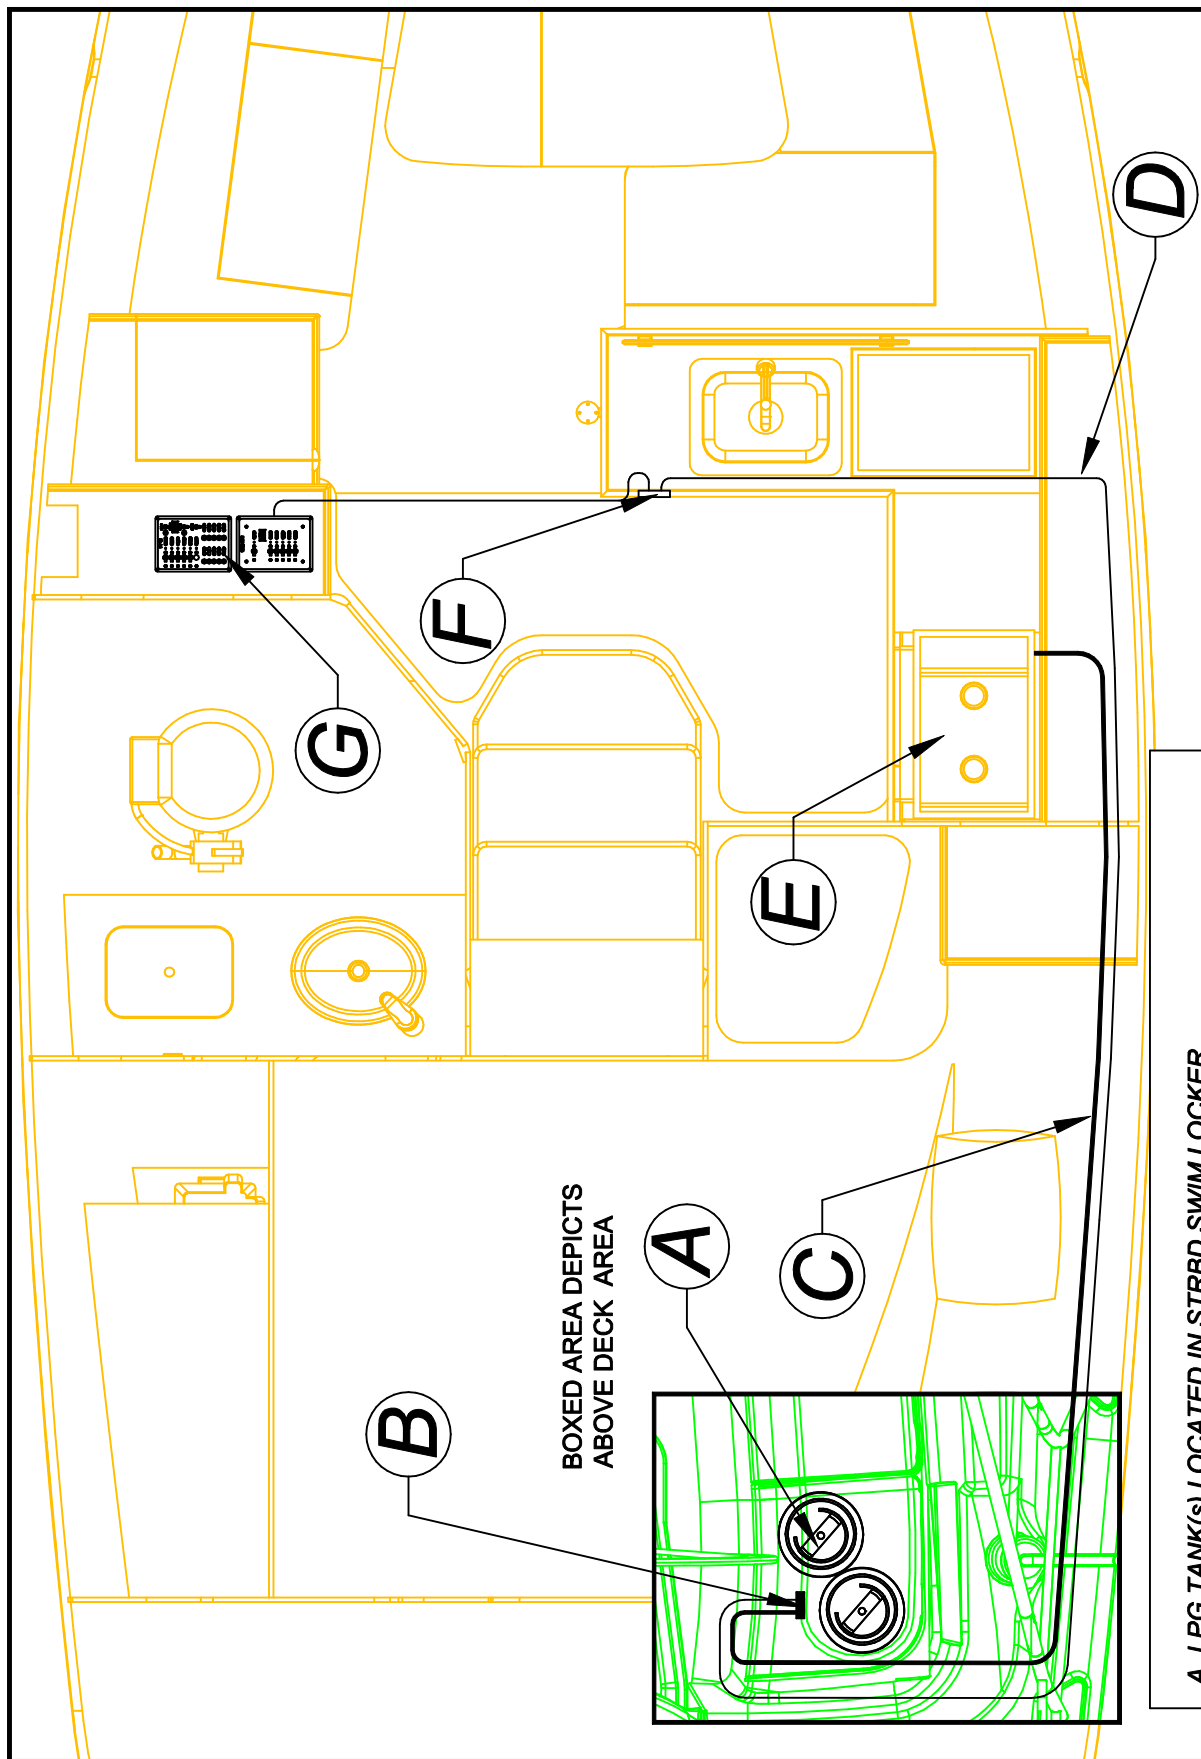 D
F
G
E
BOXED AREA DEPICTS
ABOVE DECK AREA
A
C
B
A LPG TANK(s) LOCATED IN STRBD SWIM LOCKER